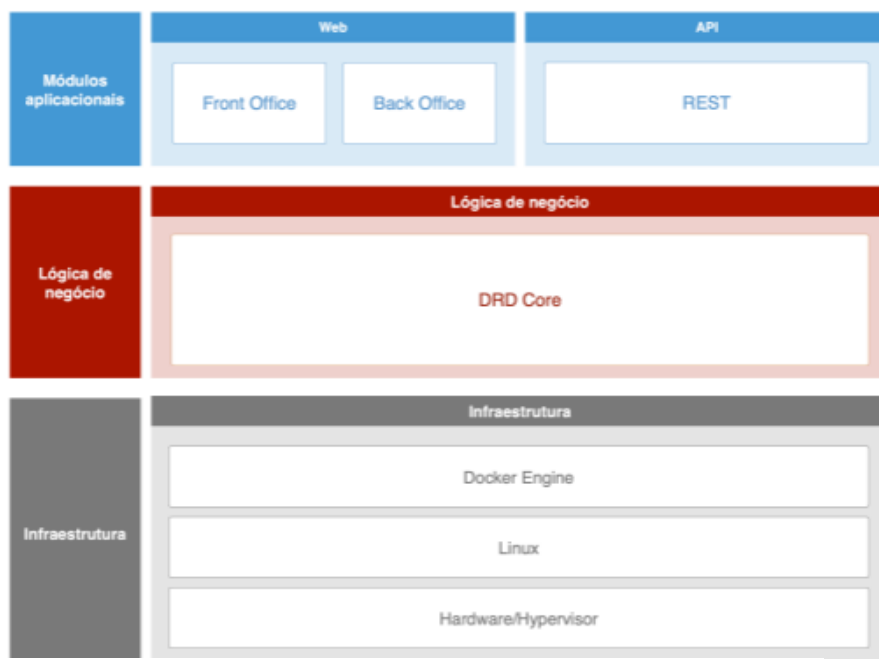 Web
API
Módulos
aplicacionais
Front Office
Back Office
REST
Lógica de negócio
Lógica de
negócio
DRD Core
Infraestrutura
Docker Engine
Infraestrutura
Linux
Hardware/Hypervisor